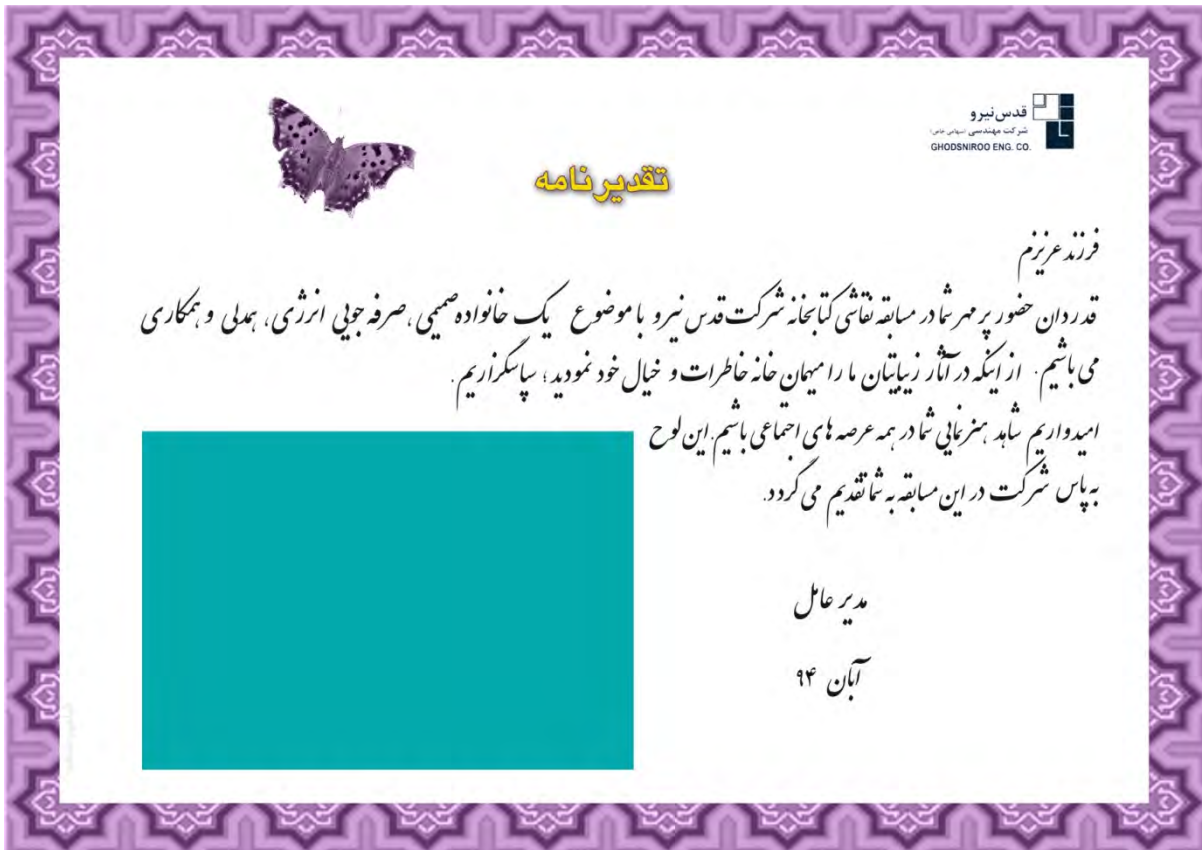 قدس نیرو
شرکت مهندسی (سهامی خاص)
GHODSNIROO ENG. CO.
تقدیرنامه
فرزند عزیزم
قدردان حضور پر مهر شما در مسابقه نقاشی کتابخانه شرکت قدس نیرو با موضوع یک خانواده صمیمی ،صرفه جویی انرژی، همدلی و همکاری
می باشیم. از اینکه در آثار زیبایتان ما را میهمان خانه خاطرات و خیال خود نمودید ؛ سپاسگزاریم.
امیدواریم شاهد هنرنمایی شما در همه عرصه های اجتماعی باشیم.این لوح
به پاس شرکت در این مسابقه به شما تقدیم می گردد.
مدیر عامل
آبان ۹۴